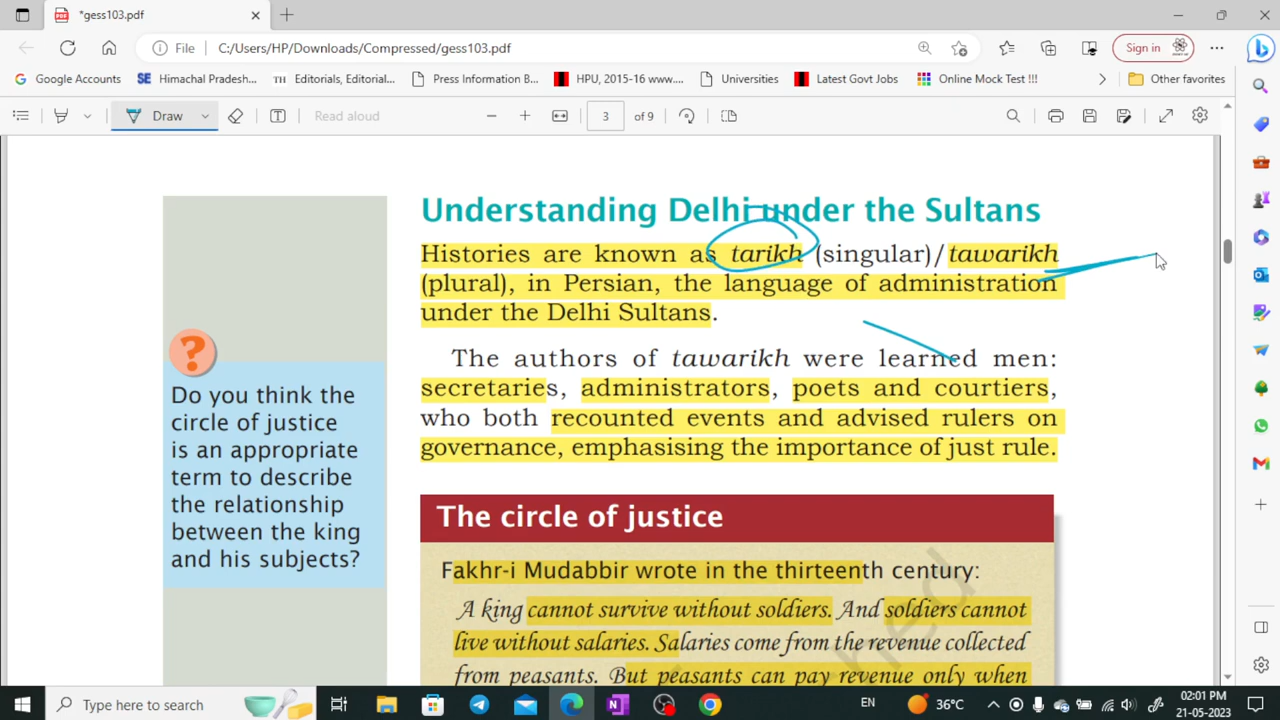 *gess103.pdf
File
C:/Users/HP/Downloads/Compressed/gess103.pdf
Sign in
Google Accounts
SE Himachal Pradesh...
TH Editorials, Editorial...
Press Information B...
HPU, 2015-16 www....
Universities
Latest Govt Jobs
Online Mock Test !!!
Other favorites
Draw
Read aloud
3 of 9
Understanding Delhi under the Sultans
Histories are known as tarikh (singular)/tawarikh
(plural), in Persian, the language of administration
under the Delhi Sultans.
The authors of tawarikh were learned men:
secretaries, administrators, poets and courtiers,
who both recounted events and advised rulers on
governance, emphasising the importance of just rule.
?
Do you think the
circle of justice
is an appropriate
term to describe
the relationship
between the king
and his subjects?
The circle of justice
Fakhr-i Mudabbir wrote in the thirteenth century:
A king cannot survive without soldiers. And soldiers cannot
live without salaries. Salaries come from the revenue collected
from peasants. But peasants can pay revenue only when
Type here to search
36°C
EN
02:01 PM
21-05-2023